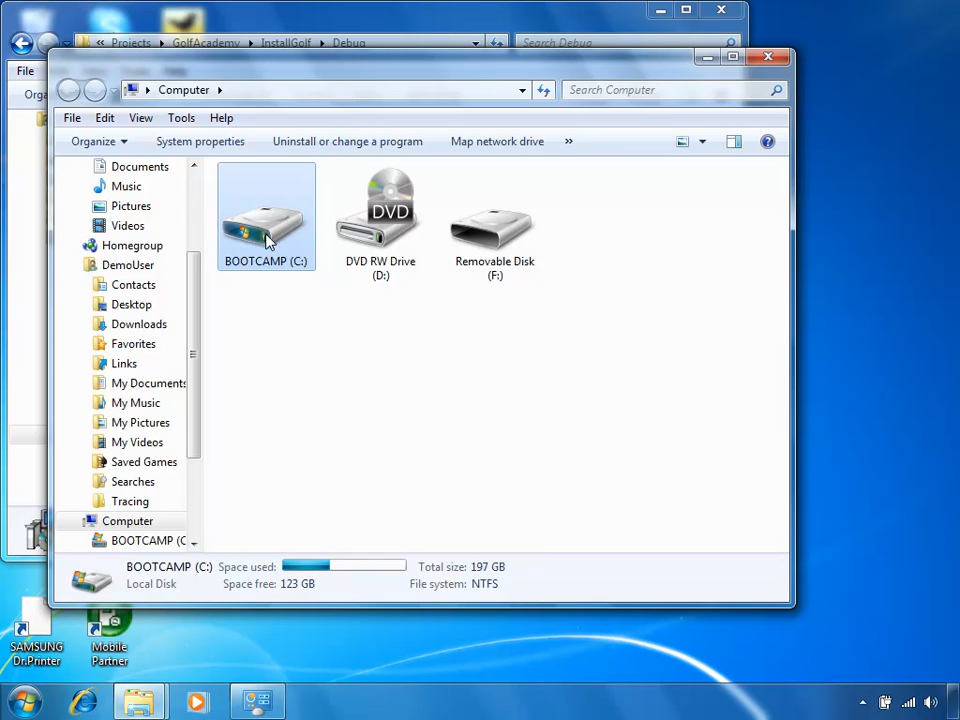 « Projects ▸ GolfAcademy ▸ InstallGolf ▸ Debug
Search Debug
File
Orga
Computer ▸
Search Computer
File Edit View Tools Help
Organize System properties Uninstall or change a program Map network drive »
Documents
Music
Pictures
Videos
Homegroup
DemoUser
Contacts
Desktop
Downloads
Favorites
Links
My Documents
My Music
My Pictures
My Videos
Saved Games
Searches
Tracing
Computer
BOOTCAMP (C
BOOTCAMP (C:)
DVD
DVD RW Drive
(D:)
Removable Disk
(F:)
BOOTCAMP (C:) Space used: Total size: 197 GB
Local Disk Space free: 123 GB File system: NTFS
SAMSUNG
Dr.Printer
Mobile
Partner